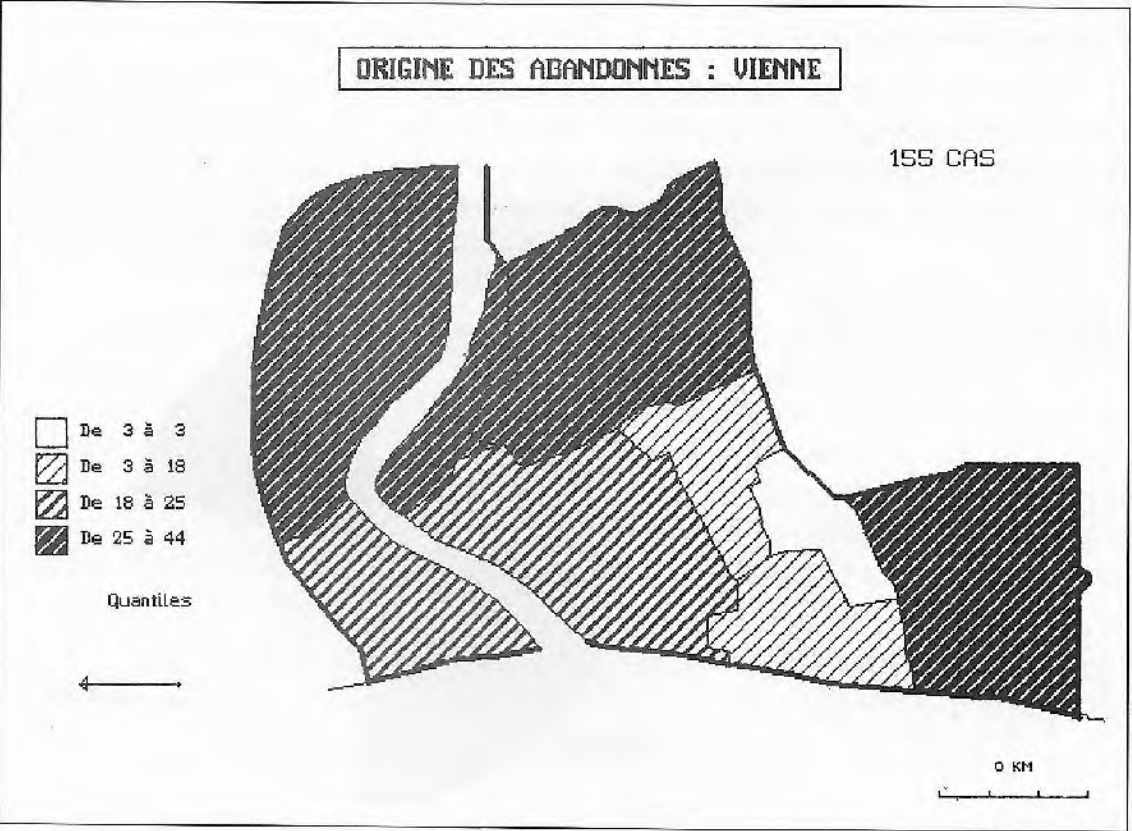 ORIGINE DES ABANDONNES : VIENNE
155 CAS
De 3 à 3
De 3 à 18
De 18 à 25
De 25 à 44
Quantiles
4
0 KM